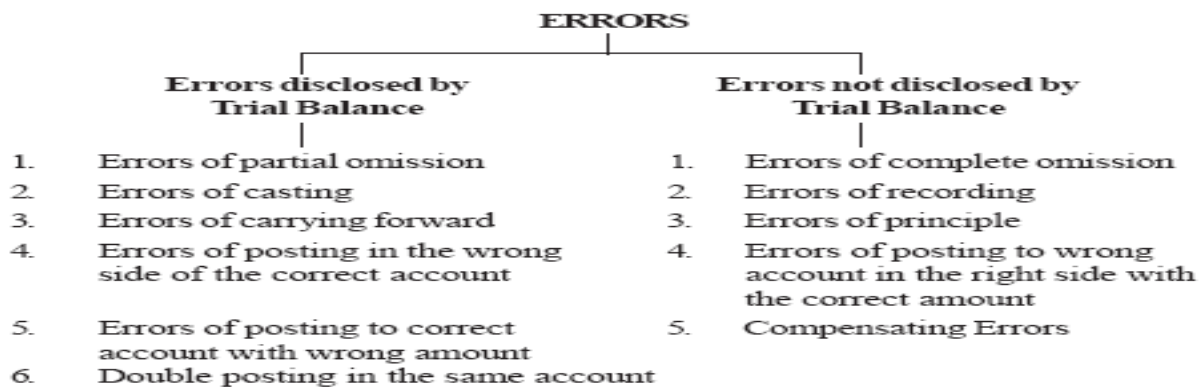 ERRORS
Errors disclosed by
Trial Balance
1. Errors of partial omission
2. Errors of casting
3. Errors of carrying forward
4. Errors of posting in the wrong
side of the correct account
5. Errors of posting to correct
account with wrong amount
6. Double posting in the same account
Errors not disclosed by
Trial Balance
1. Errors of complete omission
2. Errors of recording
3. Errors of principle
4. Errors of posting to wrong
account in the right side with
the correct amount
5. Compensating Errors